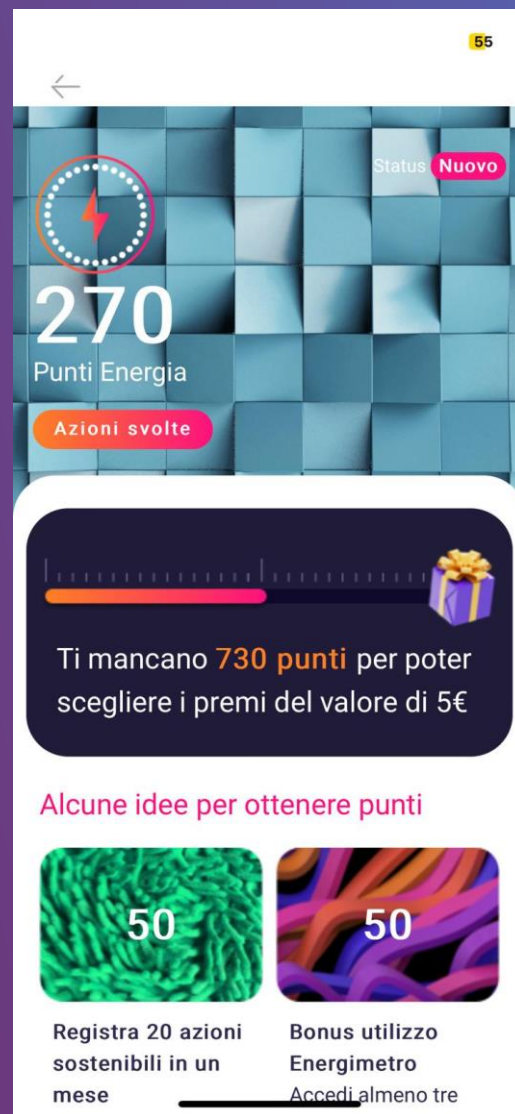 55
Status Nuovo
270
Punti Energia
Azioni svolte
Ti mancano 730 punti per poter
scegliere i premi del valore di 5€
Alcune idee per ottenere punti
50
50
Registra 20 azioni
sostenibili in un
mese
Bonus utilizzo
Energimetro
Accedi almeno tre